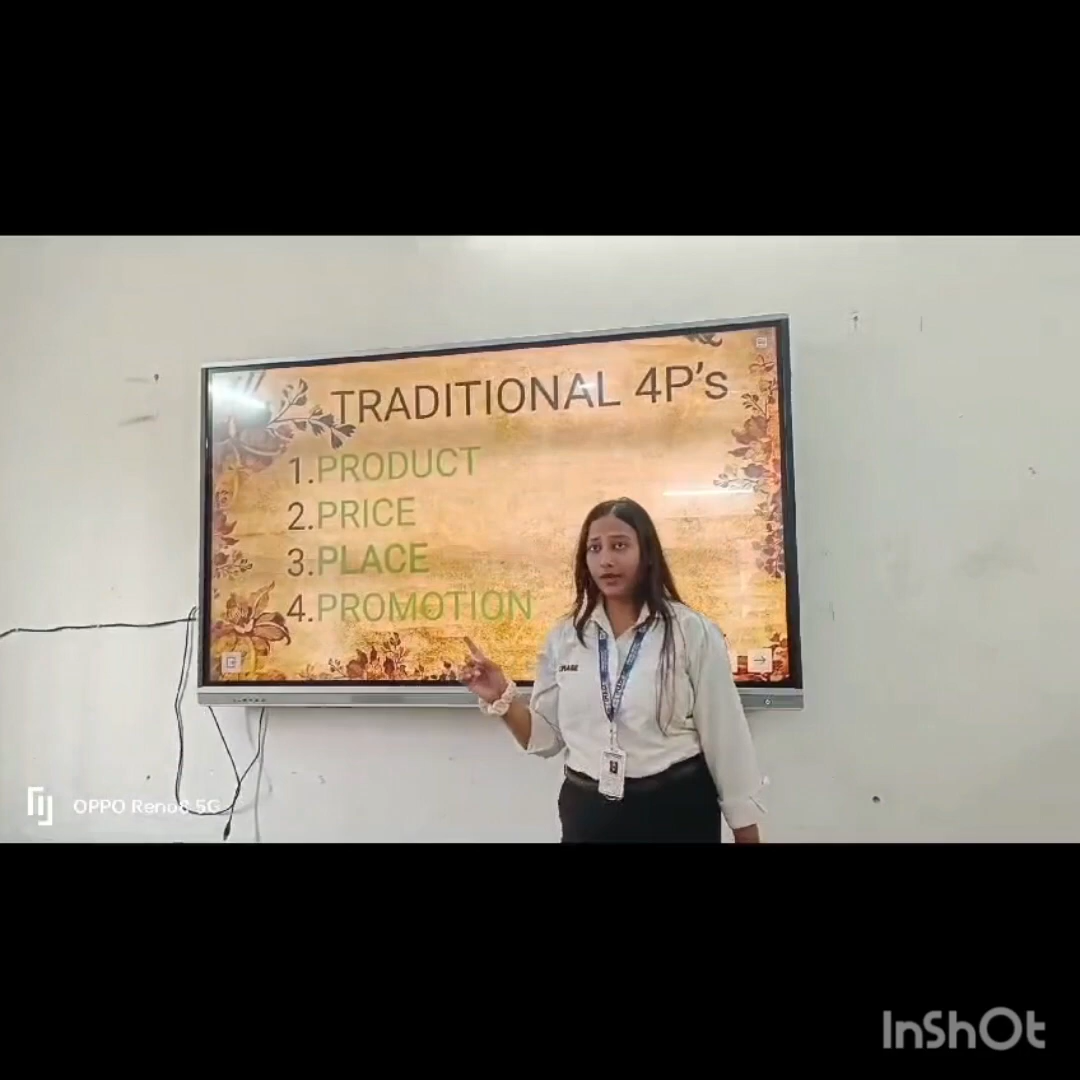 TRADITIONAL 4P's
1.PRODUCT
2.PRICE
3.PLACE
4.PROMOTION
OPPO Reno8 5G
InShOt